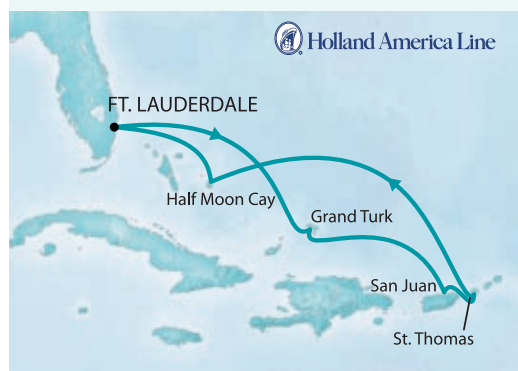 Holland America Line
FT. LAUDERDALE
Half Moon Cay
Grand Turk
San Juan
St. Thomas